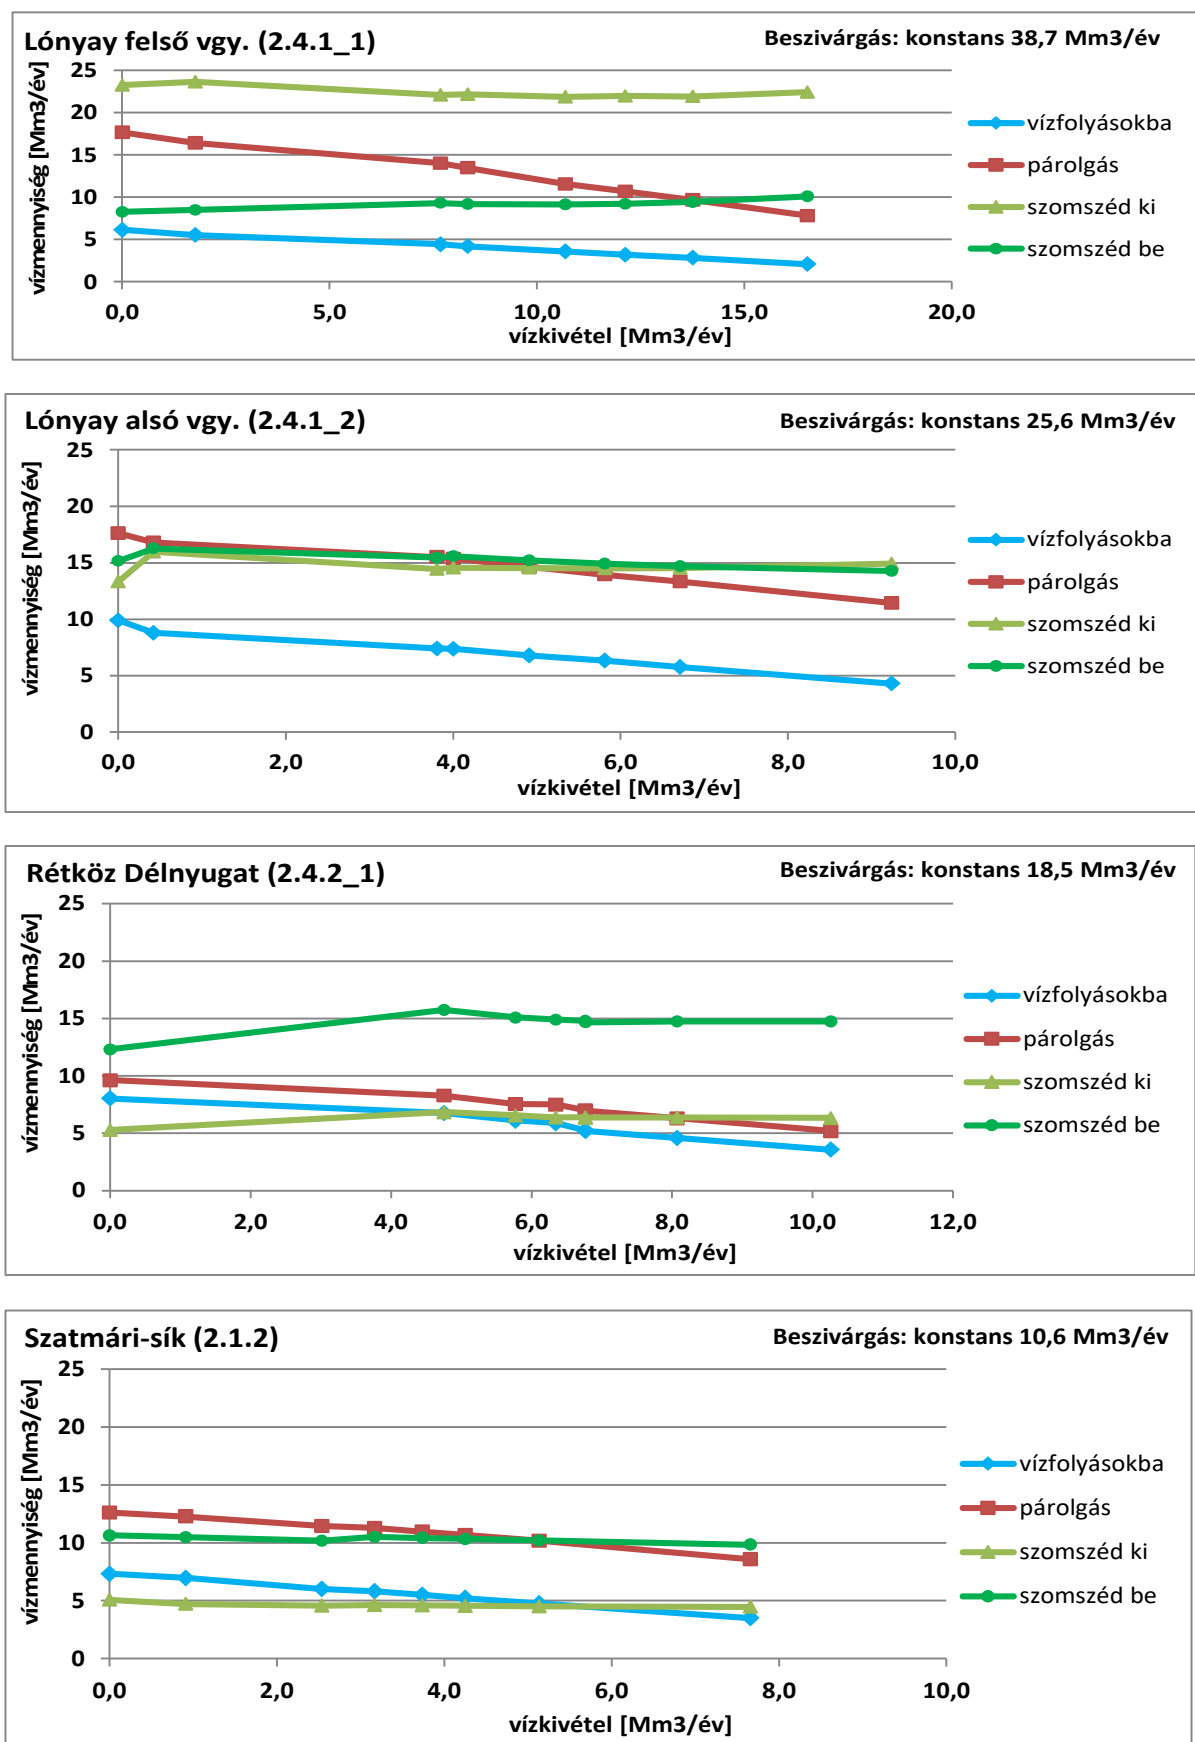 Lónyay felső vgy. (2.4.1_1)
Beszivárgás: konstans 38,7 Mm3/év
vízmennyiség [Mm3/év]
25
20
15
10
5
0
0,0
5,0
10,0
15,0
20,0
vízkivétel [Mm3/év]
vízfolyásokba
párolgás
szomszéd ki
szomszéd be
Lónyay alsó vgy. (2.4.1_2)
Beszivárgás: konstans 25,6 Mm3/év
vízmennyiség [Mm3/év]
25
20
15
10
5
0
0,0
2,0
4,0
6,0
8,0
10,0
vízkivétel [Mm3/év]
vízfolyásokba
párolgás
szomszéd ki
szomszéd be
Rétköz Délnyugat (2.4.2_1)
Beszivárgás: konstans 18,5 Mm3/év
vízmennyiség [Mm3/év]
25
20
15
10
5
0
0,0
2,0
4,0
6,0
8,0
10,0
12,0
vízkivétel [Mm3/év]
vízfolyásokba
párolgás
szomszéd ki
szomszéd be
Szatmári-sík (2.1.2)
Beszivárgás: konstans 10,6 Mm3/év
vízmennyiség [Mm3/év]
25
20
15
10
5
0
0,0
2,0
4,0
6,0
8,0
10,0
vízkivétel [Mm3/év]
vízfolyásokba
párolgás
szomszéd ki
szomszéd be